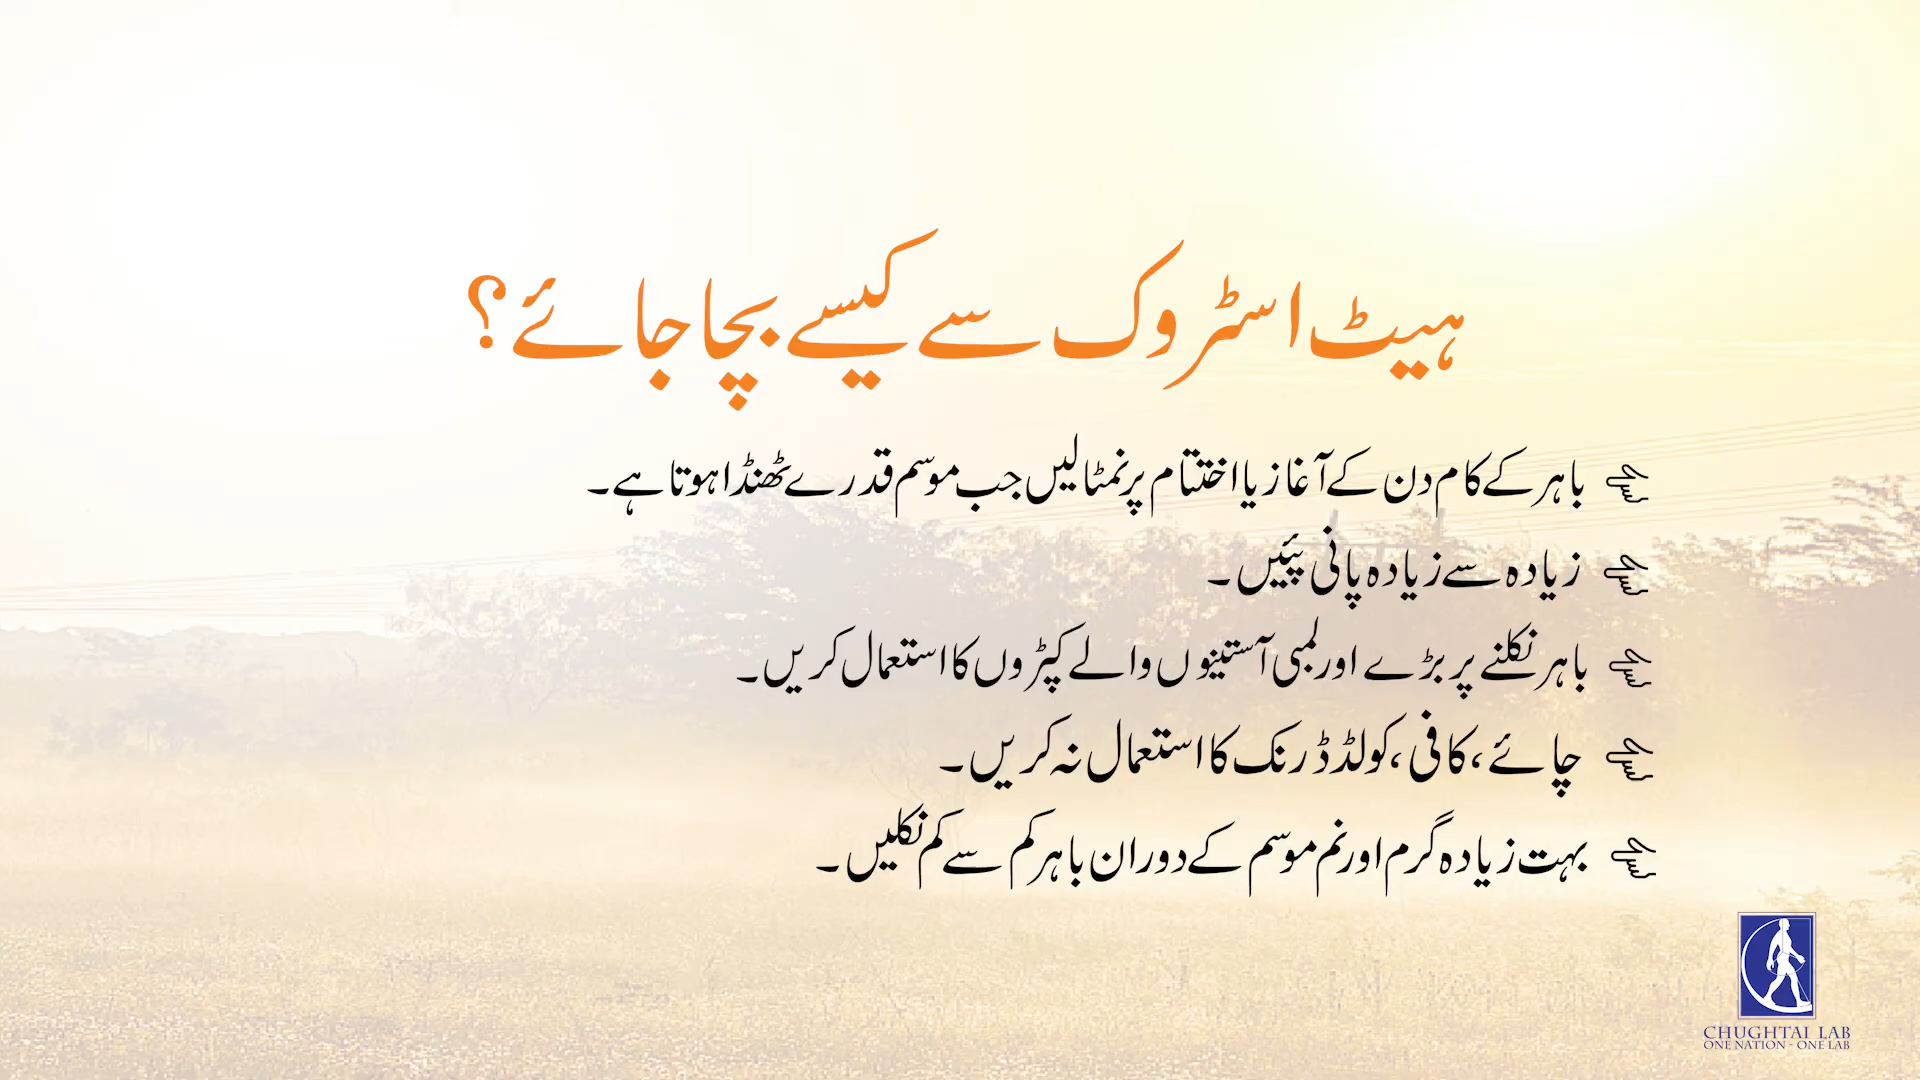 ہیٹ اسٹروک سے کیسے بچا جائے؟
باہر کے کام دن کے آغاز یا اختتام پر نمٹا لیں جب موسم قدرے ٹھنڈا ہوتا ہے۔
زیادہ سے زیادہ پانی پئیں۔
باہر نکلنے پر بڑے اور لمبی آستینوں والے کپڑوں کا استعمال کریں۔
چائے، کافی، کولڈ ڈرنک کا استعمال نہ کریں۔
بہت زیادہ گرم اور نم موسم کے دوران باہر کم سے کم نکلیں۔
CHUGHTAI LAB
ONE NATION - ONE LAB